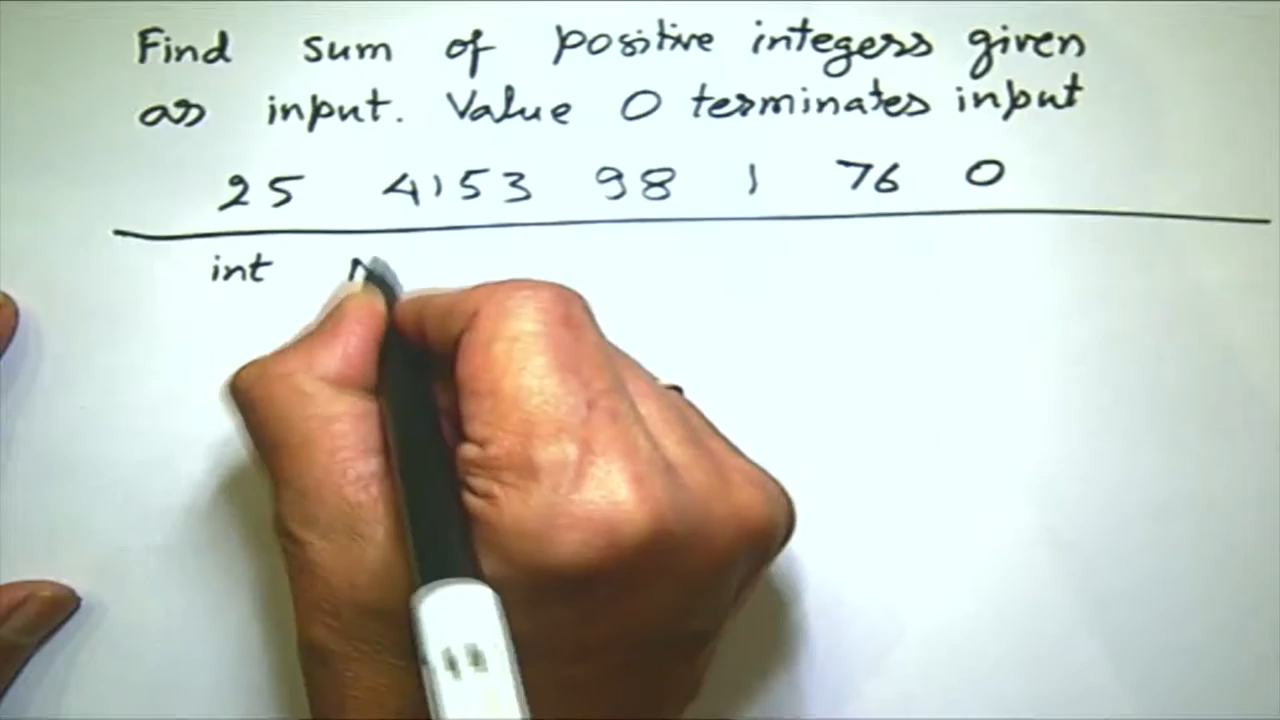 Find sum of positive integers given
as input. Value 0 terminates input
25 4153 98 1 76 0
int